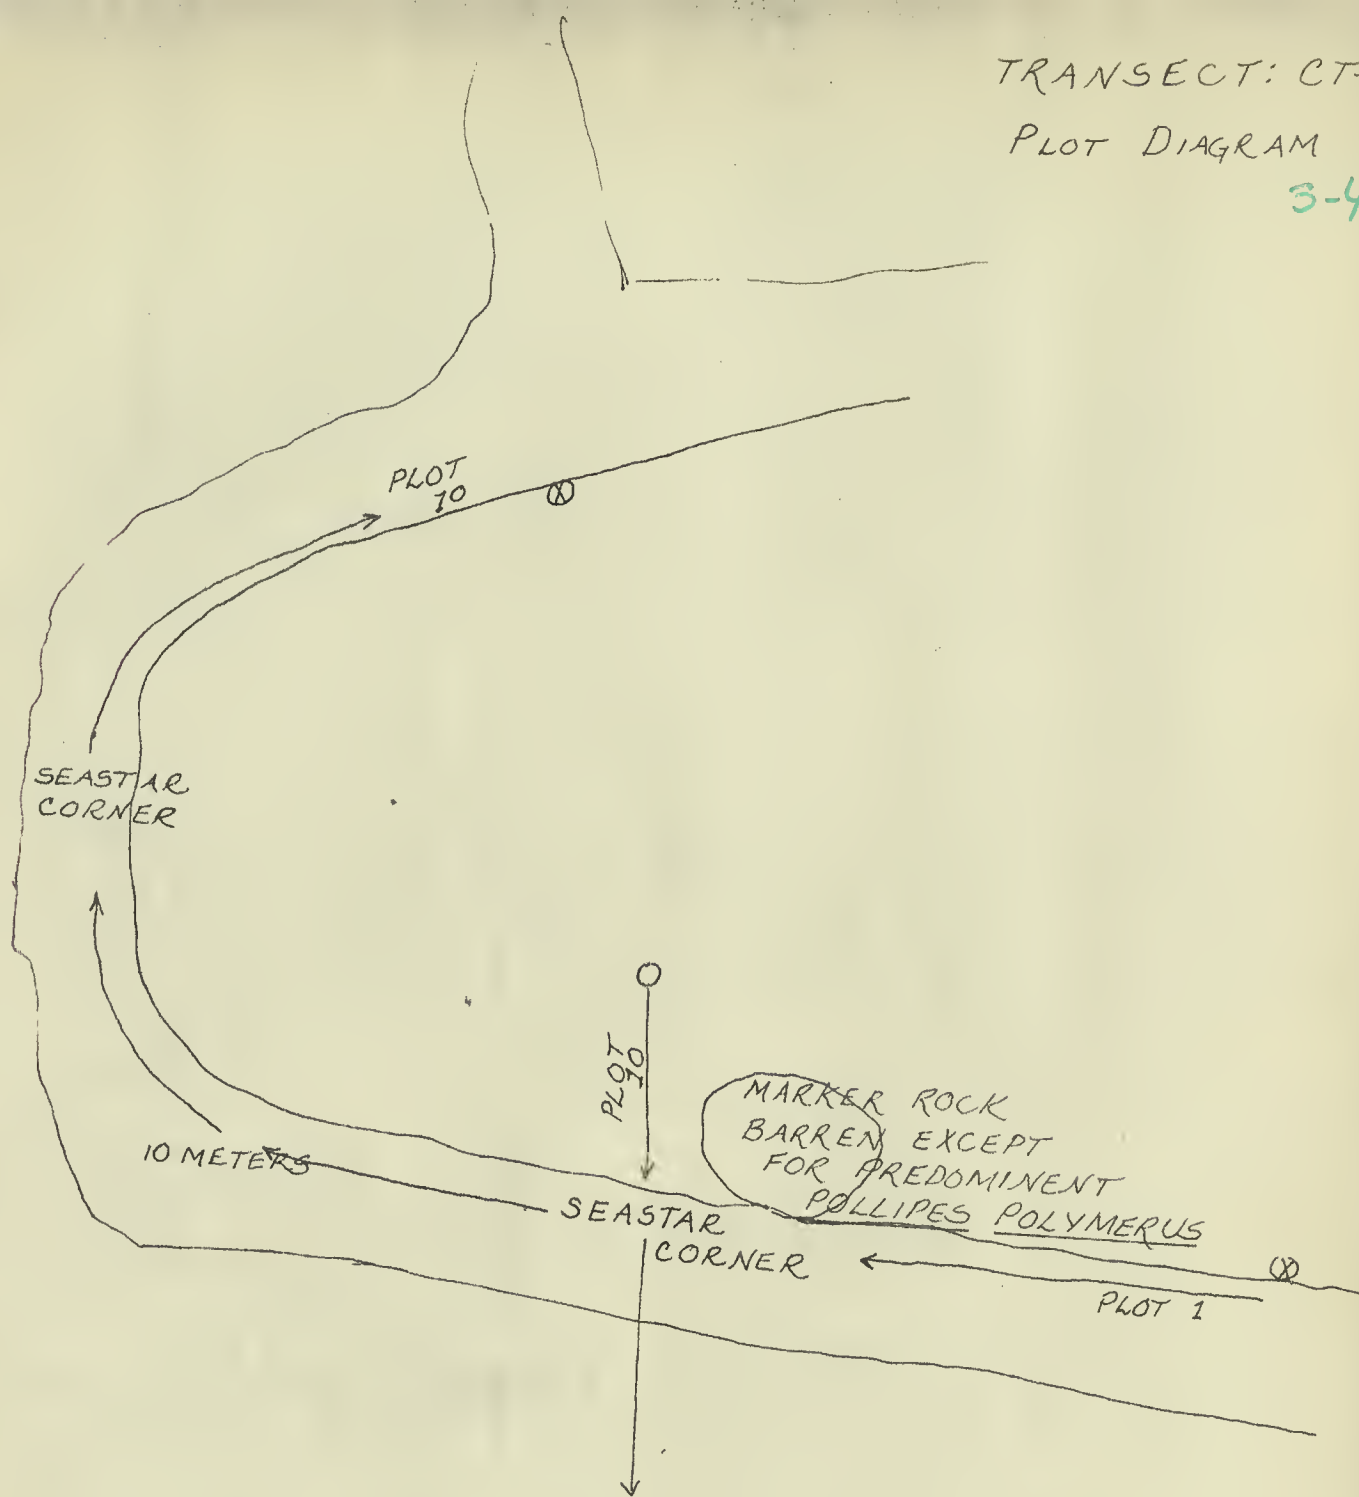 TRANSECT: CT-
PLOT DIAGRAM
3-4
PLOT
10
SEASTAR
CORNER
PLOT
10
MARKER ROCK
BARREN EXCEPT
FOR PREDOMINENT
POLLIPES POLYMERUS
10 METERS
SEASTAR
CORNER
PLOT 1